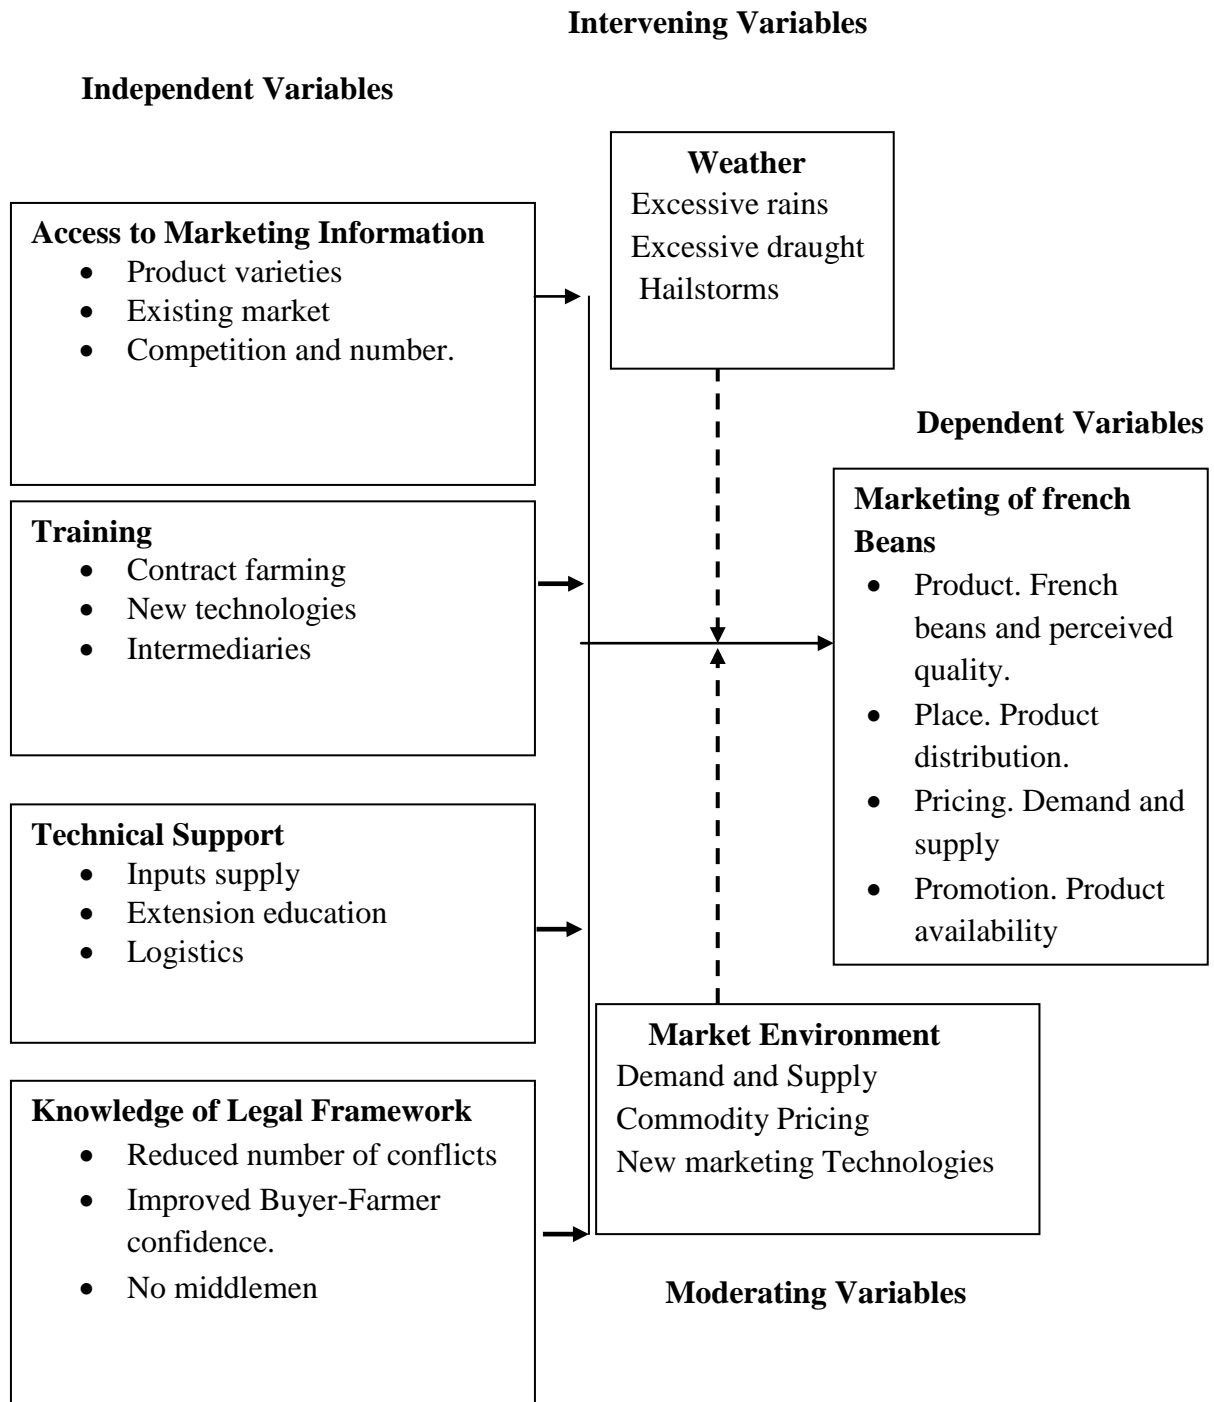 Intervening Variables
Independent Variables
Weather
Excessive rains
Excessive draught
Hailstorms
Access to Marketing Information
• Product varieties
• Existing market
• Competition and number.
Dependent Variables
Marketing of french
Beans
• Product. French
beans and perceived
quality.
• Place. Product
distribution.
• Pricing. Demand and
supply
• Promotion. Product
availability
Training
• Contract farming
• New technologies
• Intermediaries
Technical Support
• Inputs supply
• Extension education
• Logistics
Market Environment
Demand and Supply
Commodity Pricing
New marketing Technologies
Knowledge of Legal Framework
• Reduced number of conflicts
• Improved Buyer-Farmer
confidence.
• No middlemen
Moderating Variables